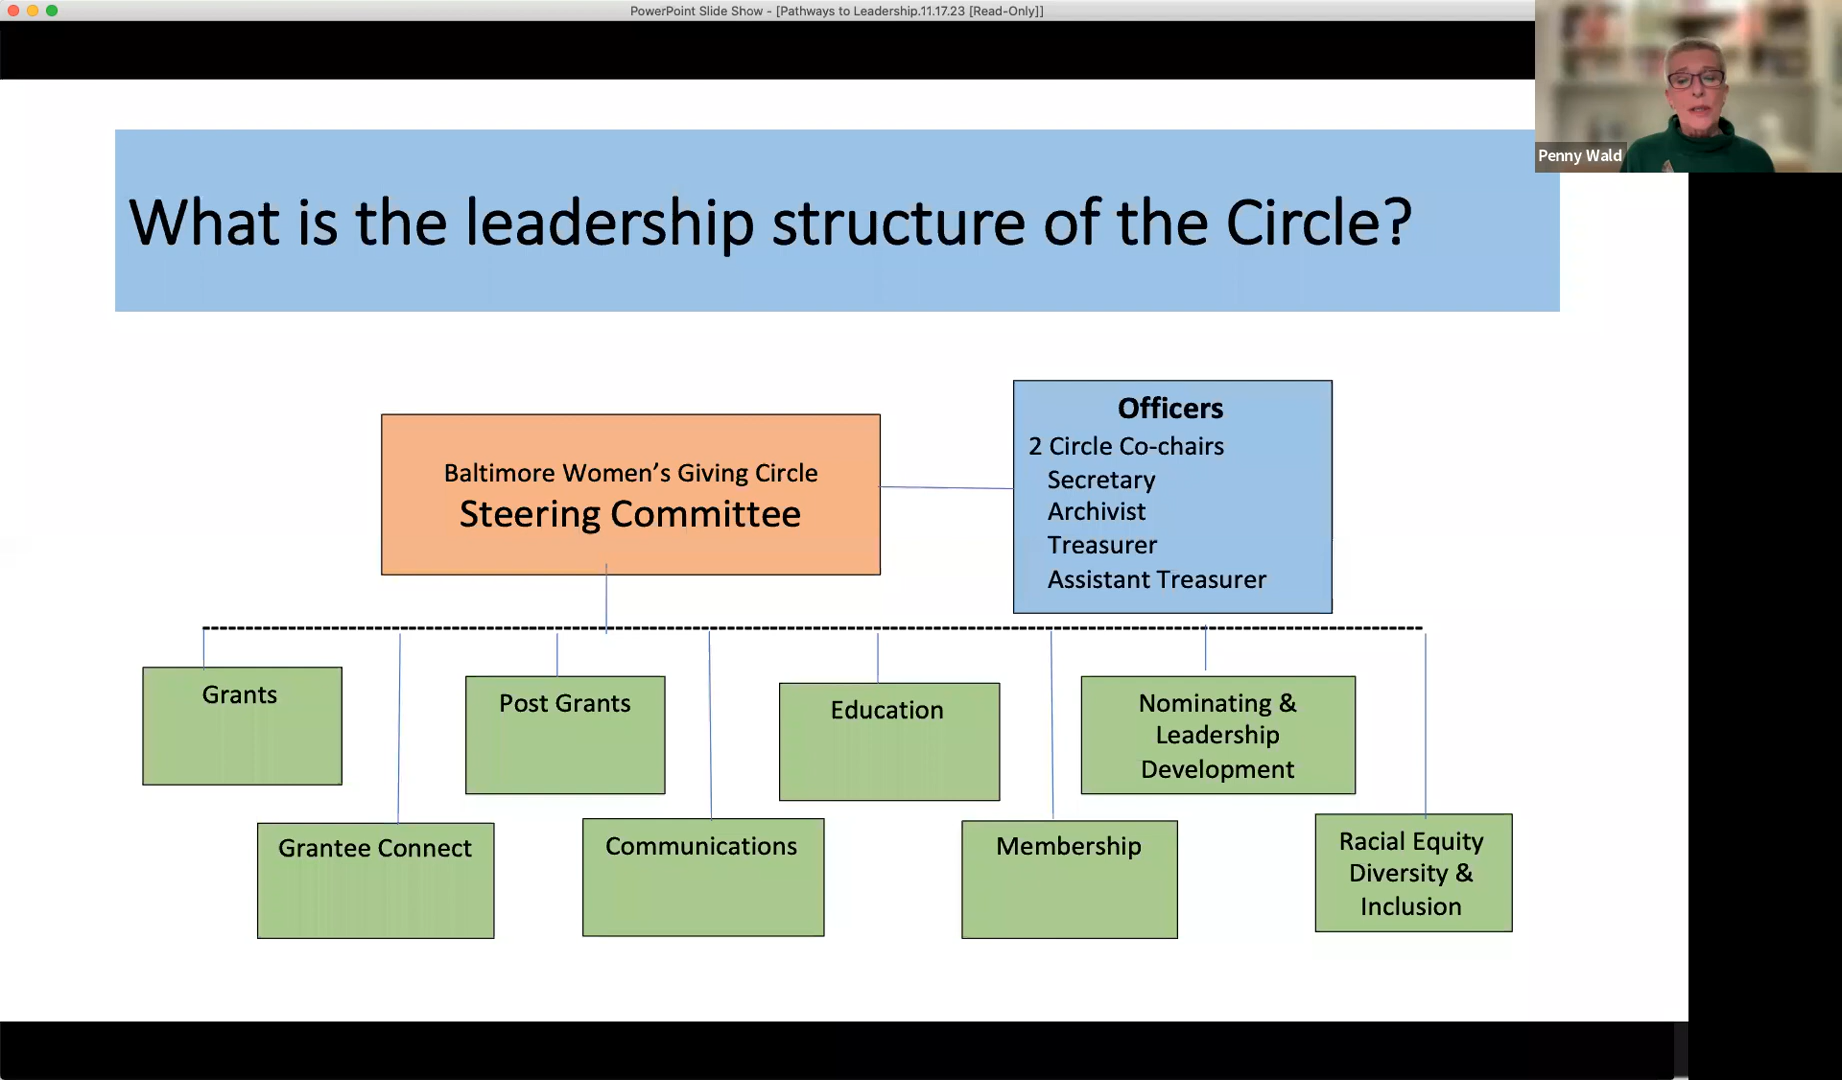 PowerPoint Slide Show - [Pathways to Leadership.11.17.23 [Read-Only]]
Penny Wald
What is the leadership structure of the Circle?
Baltimore Women’s Giving Circle
Steering Committee
Officers
2 Circle Co-chairs
Secretary
Archivist
Treasurer
Assistant Treasurer
Grants
Post Grants
Education
Nominating &
Leadership
Development
Grantee Connect
Communications
Membership
Racial Equity
Diversity &
Inclusion